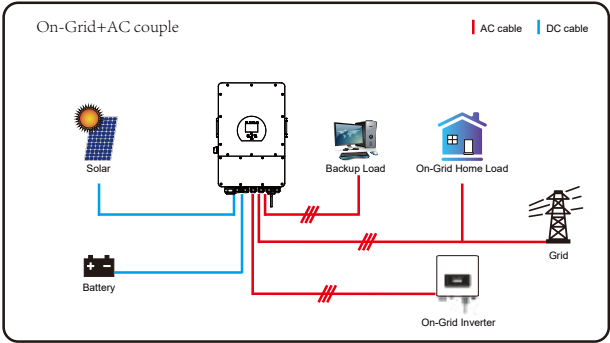 On-Grid+AC couple
AC cable
DC cable
Solar
Backup Load
On-Grid Home Load
Grid
Battery
On-Grid Inverter